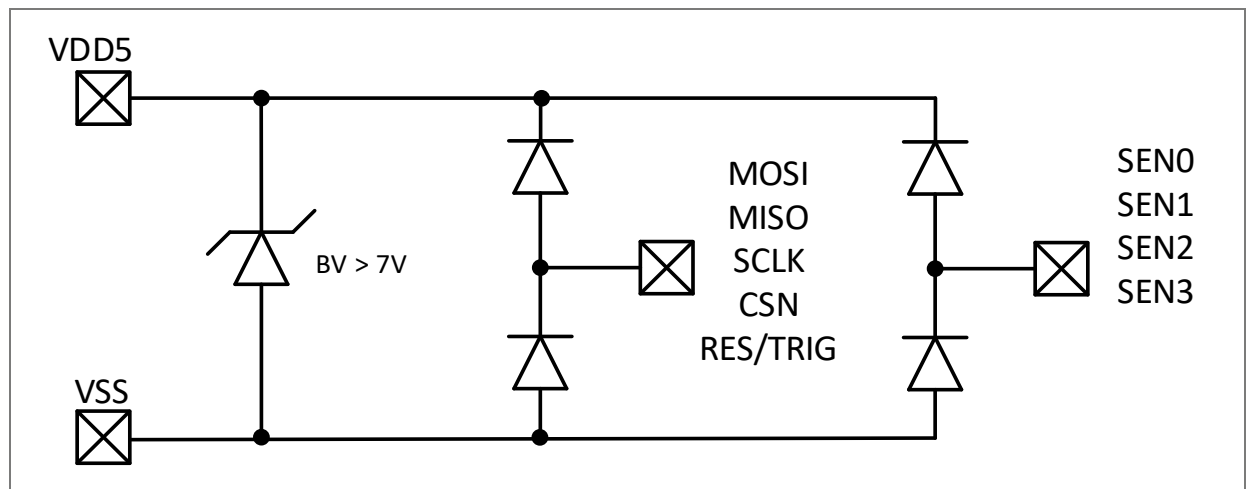 VDD5
BV > 7V
MOSI
MISO
SCLK
CSN
RES/TRIG
SEN0
SEN1
SEN2
SEN3
VSS